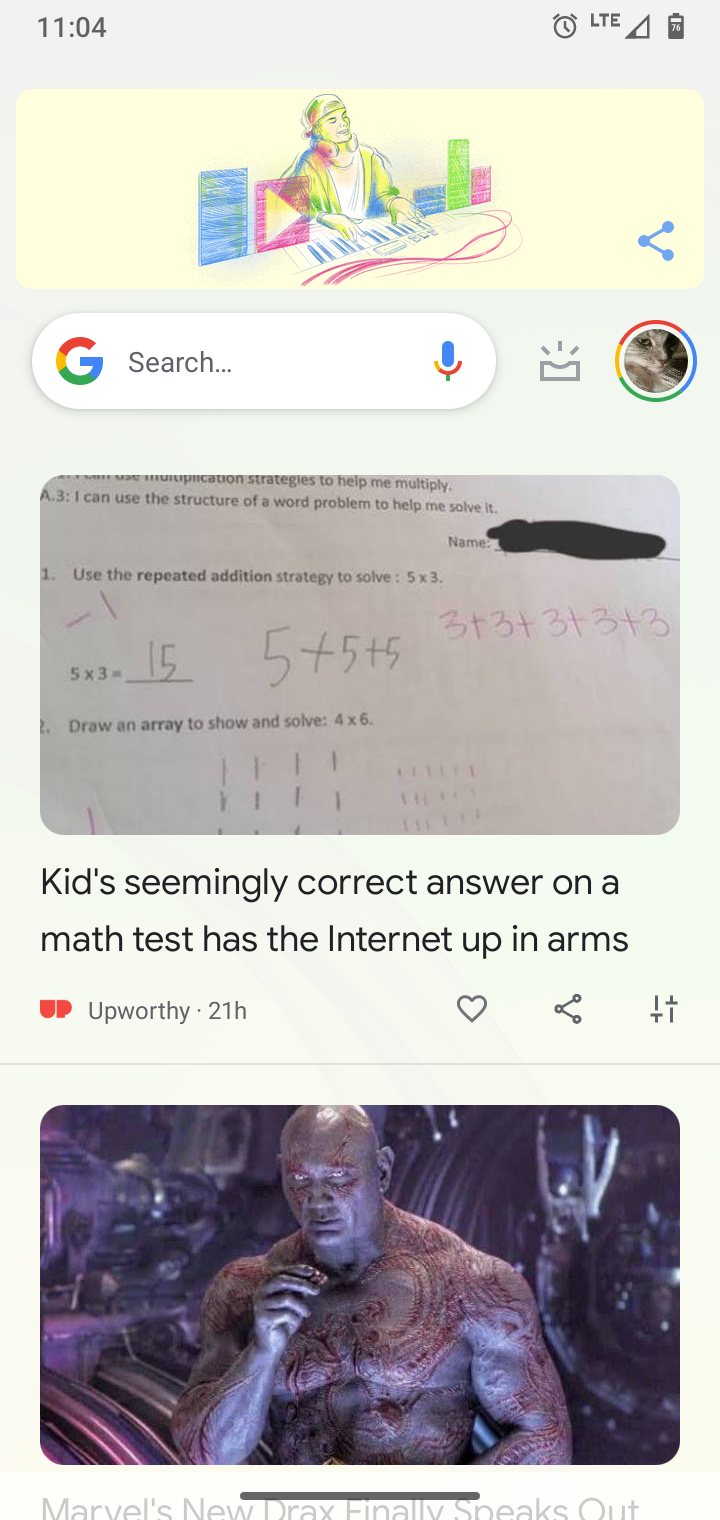 11:04
LTE
76
Search...
multiplication strategies to help me multiply.
A.3: I can use the structure of a word problem to help me solve it.
Name:
1. Use the repeated addition strategy to solve : 5 x 3.
3+3+3+3+3
5 x 3 = 15 5+5+5
2. Draw an array to show and solve: 4 x 6.
Kid's seemingly correct answer on a
math test has the Internet up in arms
UP Upworthy · 21h
Marvel's New Drax Finally Speaks Out